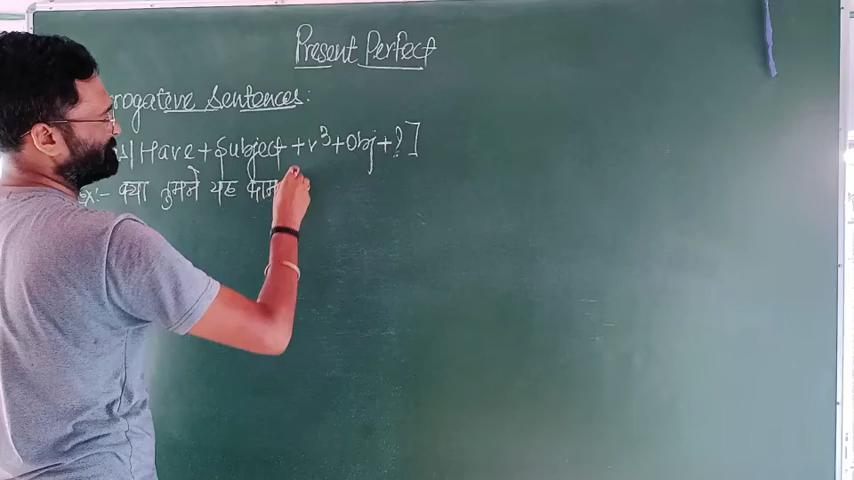 Present Perfect
rogative Sentences:
s/Have + Subject + v³ + Obj + ?]
Ex:- क्या तुमने यह काम